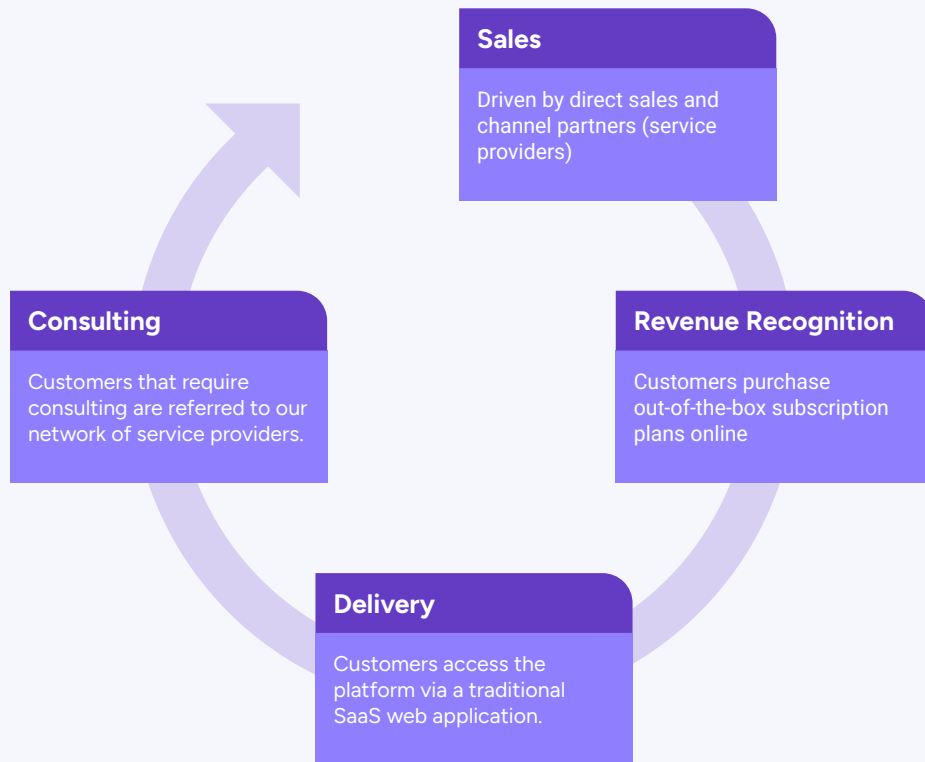 Sales
Driven by direct sales and
channel partners (service
providers)
Revenue Recognition
Customers purchase
out-of-the-box subscription
plans online
Delivery
Customers access the
platform via a traditional
SaaS web application.
Consulting
Customers that require
consulting are referred to our
network of service providers.